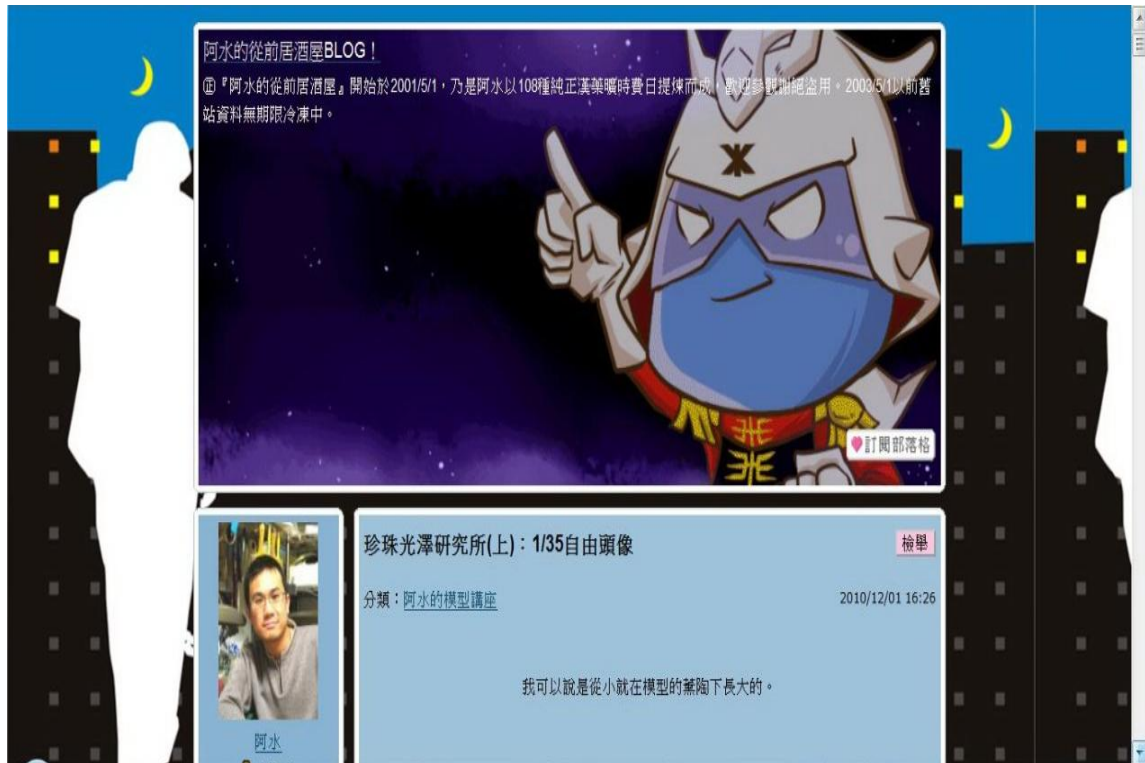 阿水的從前居酒屋BLOG！
㊣『阿水的從前居酒屋』開始於2001/5/1，乃是阿水以108種純正漢藥曠時費日提煉而成，歡迎參觀謝絕盜用。2003/5/1以前舊
站資料無期限冷凍中。
訂閱部落格
珍珠光澤研究所(上)：1/35自由頭像
檢舉
分類：阿水的模型講座
2010/12/01 16:26
我可以說是從小就在模型的薰陶下長大的。
阿水